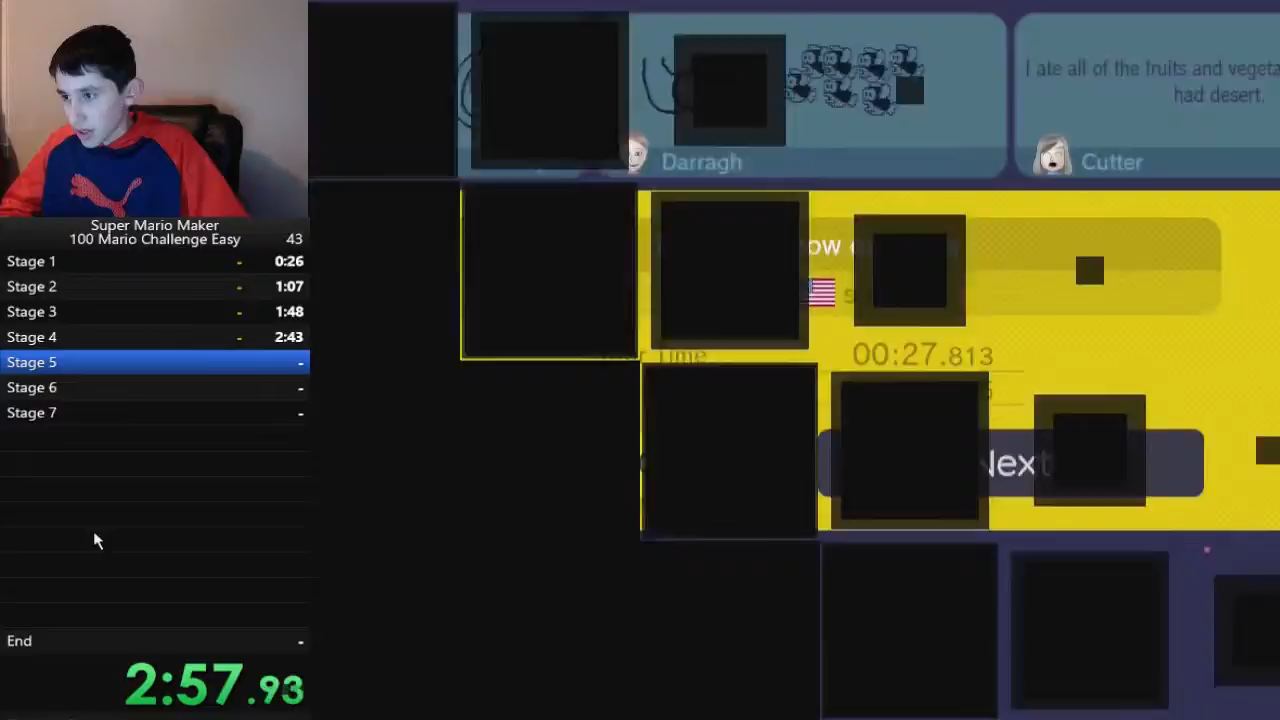 I ate all of the fruits and
had desert.
Darragh
Cutter
Super Mario Maker
100 Mario Challenge Easy 43
Stage 1 - 0:26
Stage 2 - 1:07
Stage 3 - 1:48
Stage 4 - 2:43
Stage 5 -
Stage 6 -
Stage 7 -
Time
00:27.813
Next
End -
2:57.93